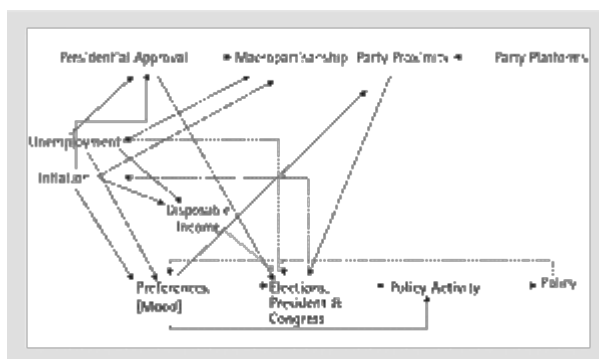 Presidential Approval Macropartisanship Party Proximity Party Platforms
Unemployment
Inflation
Disposable
Income
Preferences Elections, Policy Activity Policy
[Mood] President &
Congress